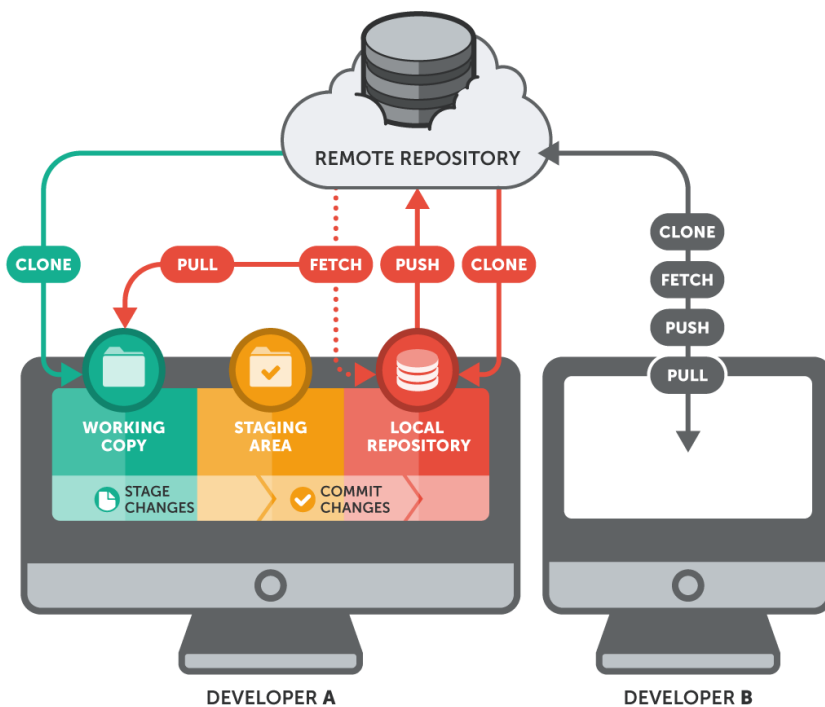 REMOTE REPOSITORY
CLONE
PULL
FETCH
PUSH
CLONE
CLONE
FETCH
PUSH
PULL
WORKING
COPY
STAGING
AREA
LOCAL
REPOSITORY
STAGE
CHANGES
COMMIT
CHANGES
DEVELOPER A
DEVELOPER B